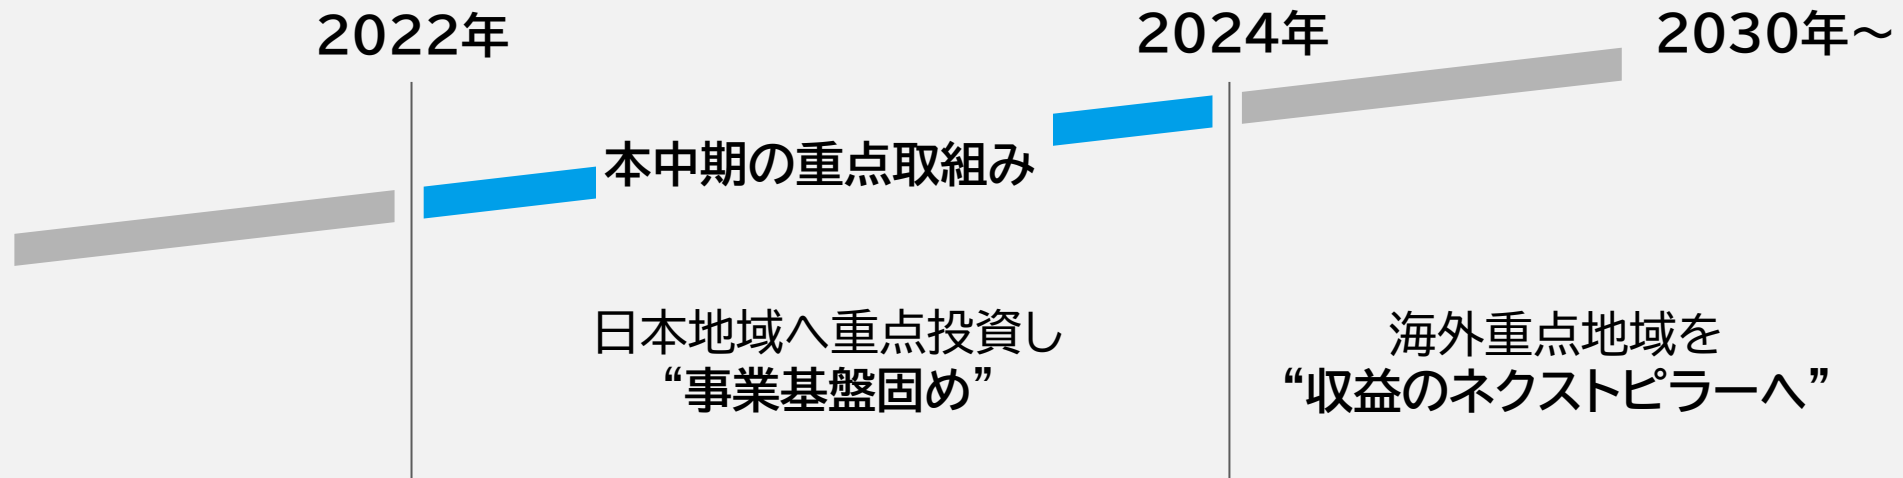 2022年
2024年
2030年～
本中期の重点取組み
日本地域へ重点投資し
“事業基盤固め”
海外重点地域を
“収益のネクストピラーへ”